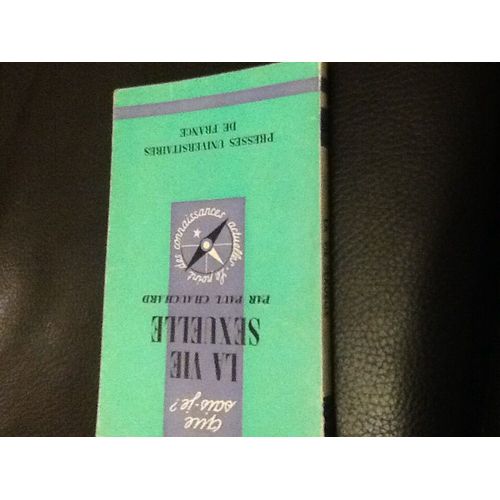 que
sais-je?
LA VIE
SEXUELLE
PAR PAUL CHAUCHARD
le point des connaissances actuelles
PRESSES UNIVERSITAIRES
DE FRANCE